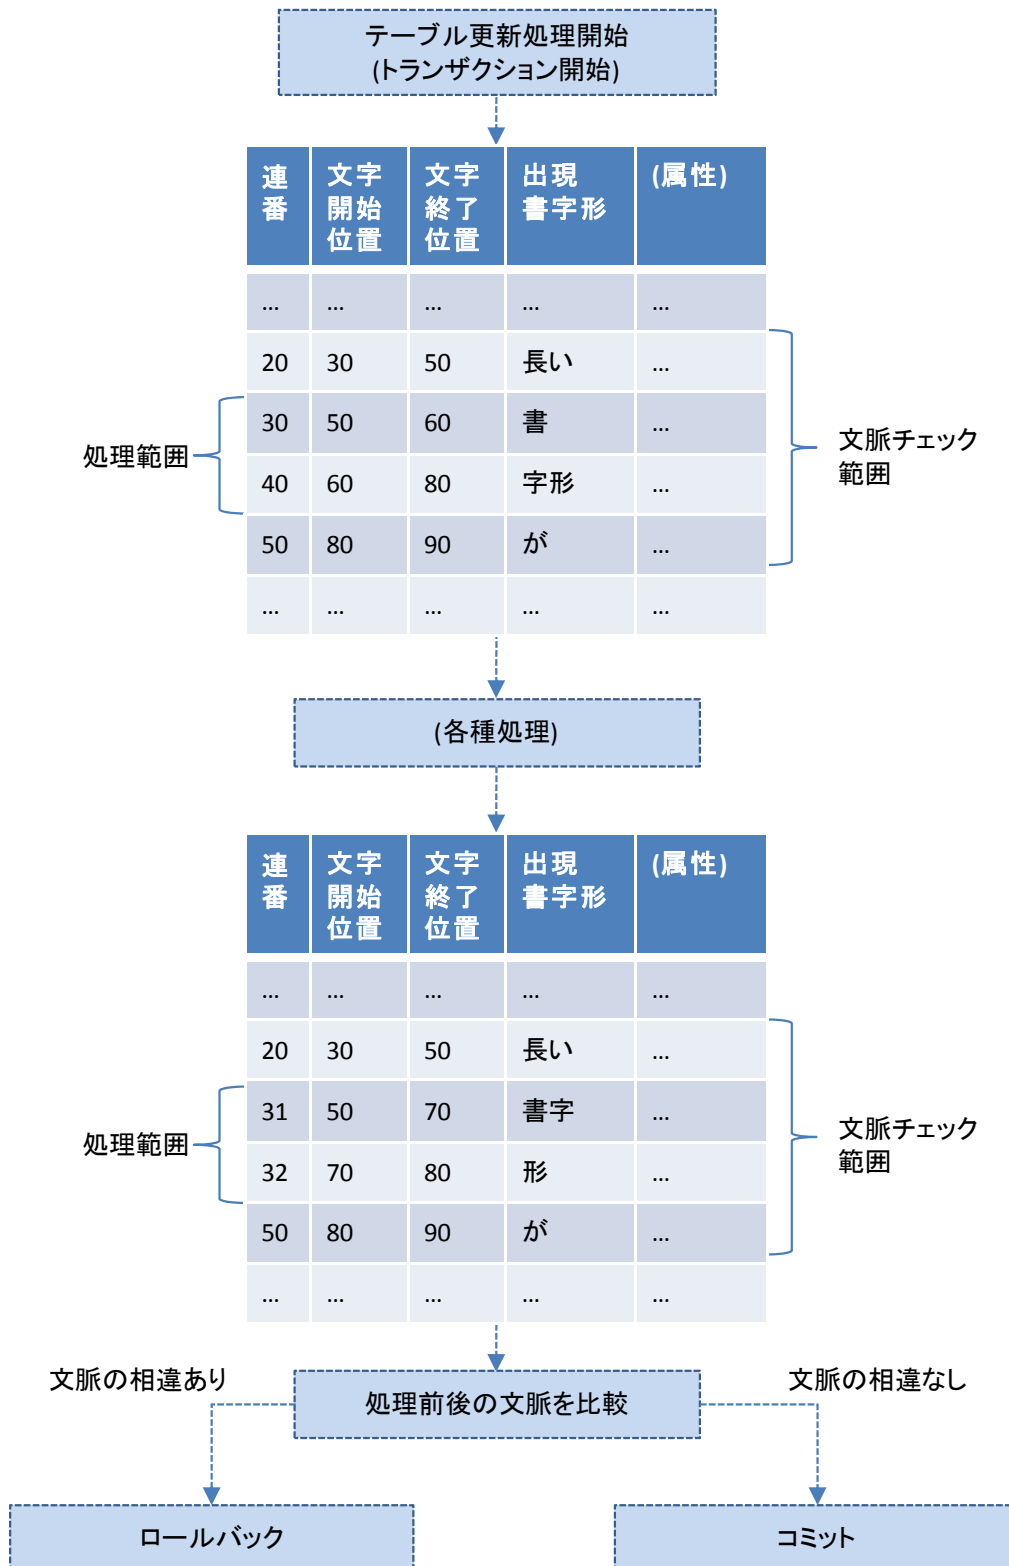 テーブル更新処理開始
(トランザクション開始)
連番 文字開始位置 文字終了位置 出現書字形 (属性)
... ... ... ... ...
20 30 50 長い ...
30 50 60 書 ...
40 60 80 字形 ...
50 80 90 が ...
... ... ... ... ...
処理範囲
文脈チェック
範囲
(各種処理)
連番 文字開始位置 文字終了位置 出現書字形 (属性)
... ... ... ... ...
20 30 50 長い ...
31 50 70 書字 ...
32 70 80 形 ...
50 80 90 が ...
... ... ... ... ...
処理範囲
文脈チェック
範囲
文脈の相違あり
処理前後の文脈を比較
文脈の相違なし
ロールバック
コミット